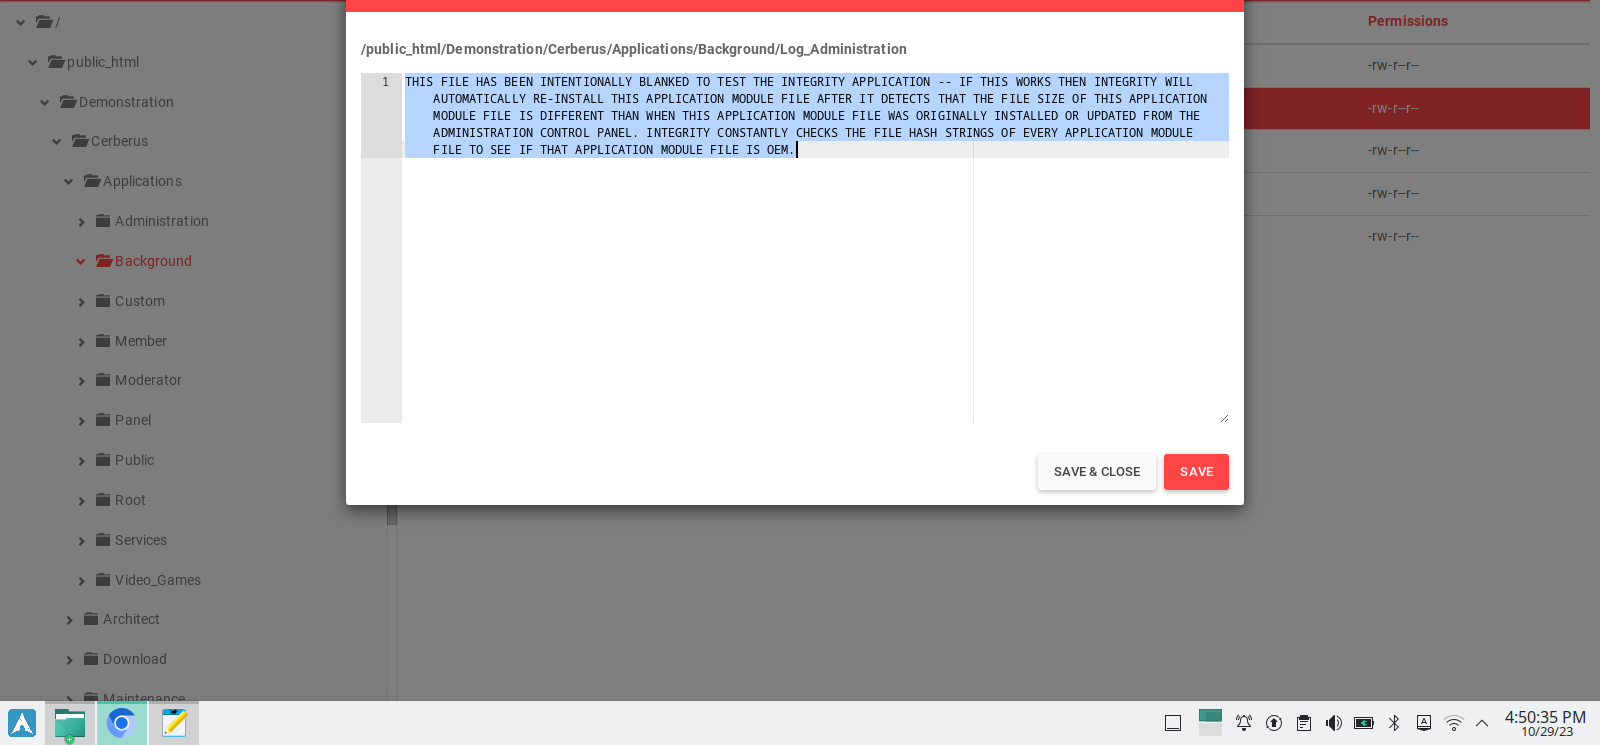 /
public_html
Demonstration
Cerberus
Applications
Administration
Background
Custom
Member
Moderator
Panel
Public
Root
Services
Video_Games
Architect
Download
Maintenance
/public_html/Demonstration/Cerberus/Applications/Background/Log_Administration
1
THIS FILE HAS BEEN INTENTIONALLY BLANKED TO TEST THE INTEGRITY APPLICATION -- IF THIS WORKS THEN INTEGRITY WILL
AUTOMATICALLY RE-INSTALL THIS APPLICATION MODULE FILE AFTER IT DETECTS THAT THE FILE SIZE OF THIS APPLICATION
MODULE FILE IS DIFFERENT THAN WHEN THIS APPLICATION MODULE FILE WAS ORIGINALLY INSTALLED OR UPDATED FROM THE
ADMINISTRATION CONTROL PANEL. INTEGRITY CONSTANTLY CHECKS THE FILE HASH STRINGS OF EVERY APPLICATION MODULE
FILE TO SEE IF THAT APPLICATION MODULE FILE IS OEM.
SAVE & CLOSE
SAVE
Permissions
-rw-r--r--
-rw-r--r--
-rw-r--r--
-rw-r--r--
A
4:50:35 PM
10/29/23